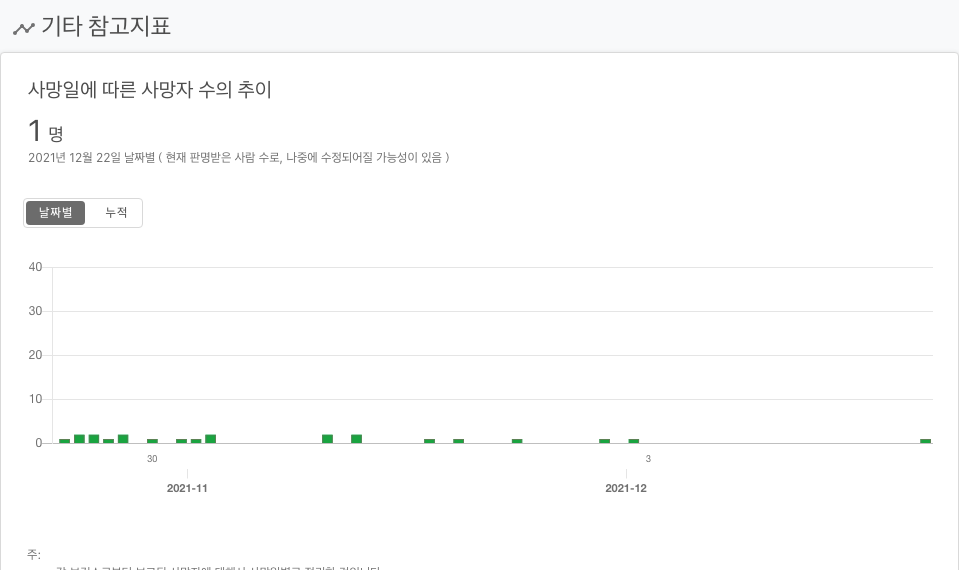 기타 참고지표
사망일에 따른 사망자 수의 추이
1 명
2021년 12월 22일 날짜별 ( 현재 판명받은 사람 수로, 나중에 수정되어질 가능성이 있음 )
날짜별 누적
40
30
20
10
0
30 3
2021-11 2021-12
주: